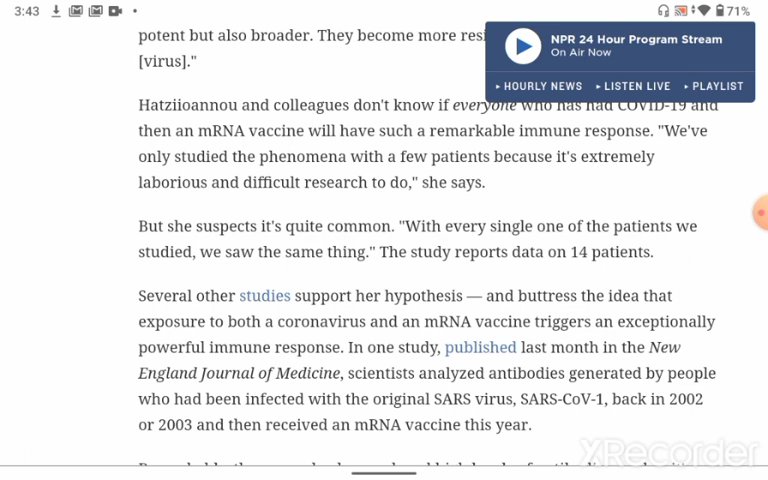 3:43
71%
potent but also broader. They become more
[virus]."
NPR 24 Hour Program Stream
On Air Now
HOURLY NEWS LISTEN LIVE PLAYLIST
Hatziioannou and colleagues don't know if everyone who has had COVID-19 and
then an mRNA vaccine will have such a remarkable immune response. "We've
only studied the phenomena with a few patients because it's extremely
laborious and difficult research to do," she says.
But she suspects it's quite common. "With every single one of the patients we
studied, we saw the same thing." The study reports data on 14 patients.
Several other studies support her hypothesis — and buttress the idea that
exposure to both a coronavirus and an mRNA vaccine triggers an exceptionally
powerful immune response. In one study, published last month in the New
England Journal of Medicine, scientists analyzed antibodies generated by people
who had been infected with the original SARS virus, SARS-CoV-1, back in 2002
or 2003 and then received an mRNA vaccine this year.
XRecorder